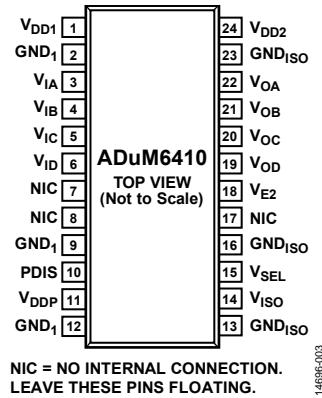 VDD1 1 24 VDD2
GND1 2 23 GNDISO
VIA 3 22 VOA
VIB 4 21 VOB
VIC 5 20 VOC
VID 6 19 VOD
ADuM6410
TOP VIEW
(Not to Scale)
NIC 7 18 VE2
NIC 8 17 NIC
GND1 9 16 GNDISO
PDIS 10 15 VSEL
VDDP 11 14 VISO
GND1 12 13 GNDISO
NIC = NO INTERNAL CONNECTION.
LEAVE THESE PINS FLOATING.
14696-003